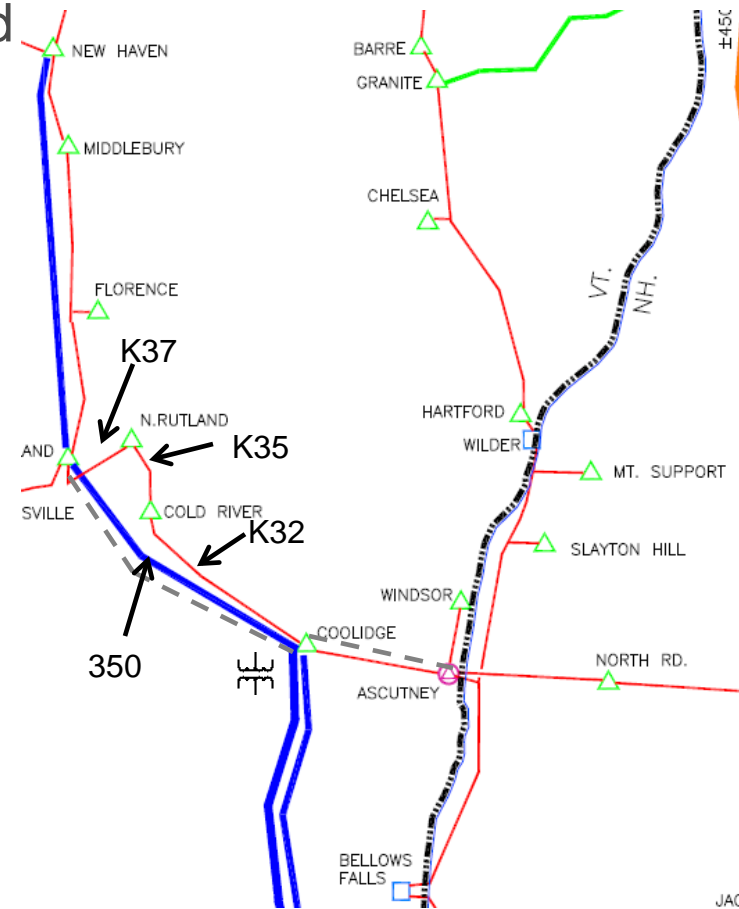 d
±450
NEW HAVEN
BARRE
GRANITE
MIDDLEBURY
CHELSEA
VT.
NH.
FLORENCE
K37
N.RUTLAND
HARTFORD
K35
WILDER
AND
MT. SUPPORT
SVILLE
COLD RIVER
K32
SLAYTON HILL
WINDSOR
COOLIDGE
350
NORTH RD.
ASCUTNEY
BELLOWS
FALLS
JAC